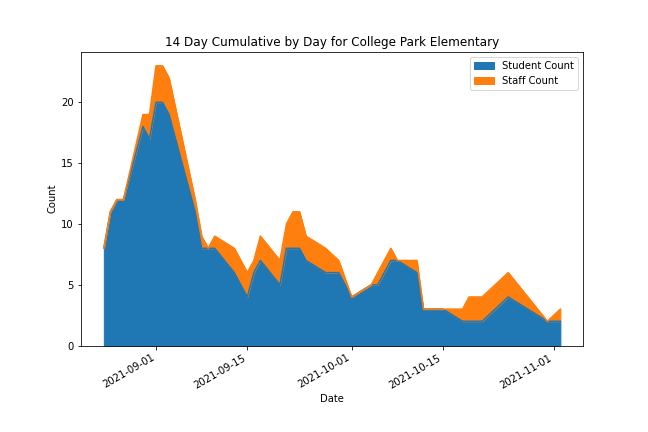 14 Day Cumulative by Day for College Park Elementary
Student Count
Staff Count
20
15
10
5
0
Count
2021-09-01
2021-09-15
2021-10-01
2021-10-15
2021-11-01
Date